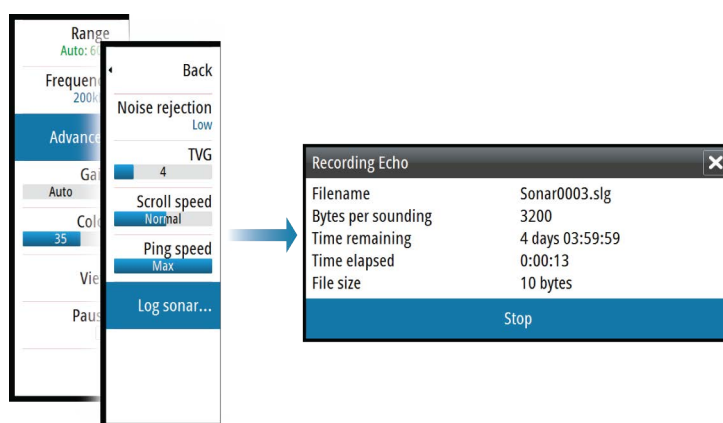 Range
Auto: 6
Frequen
200k
Advance
Ga
Auto
Col
35
Vie
Paus
Back
Noise rejection
Low
TVG
4
Scroll speed
Normal
Ping speed
Max
Log sonar...
Recording Echo
Filename Sonar0003.slg
Bytes per sounding 3200
Time remaining 4 days 03:59:59
Time elapsed 0:00:13
File size 10 bytes
Stop